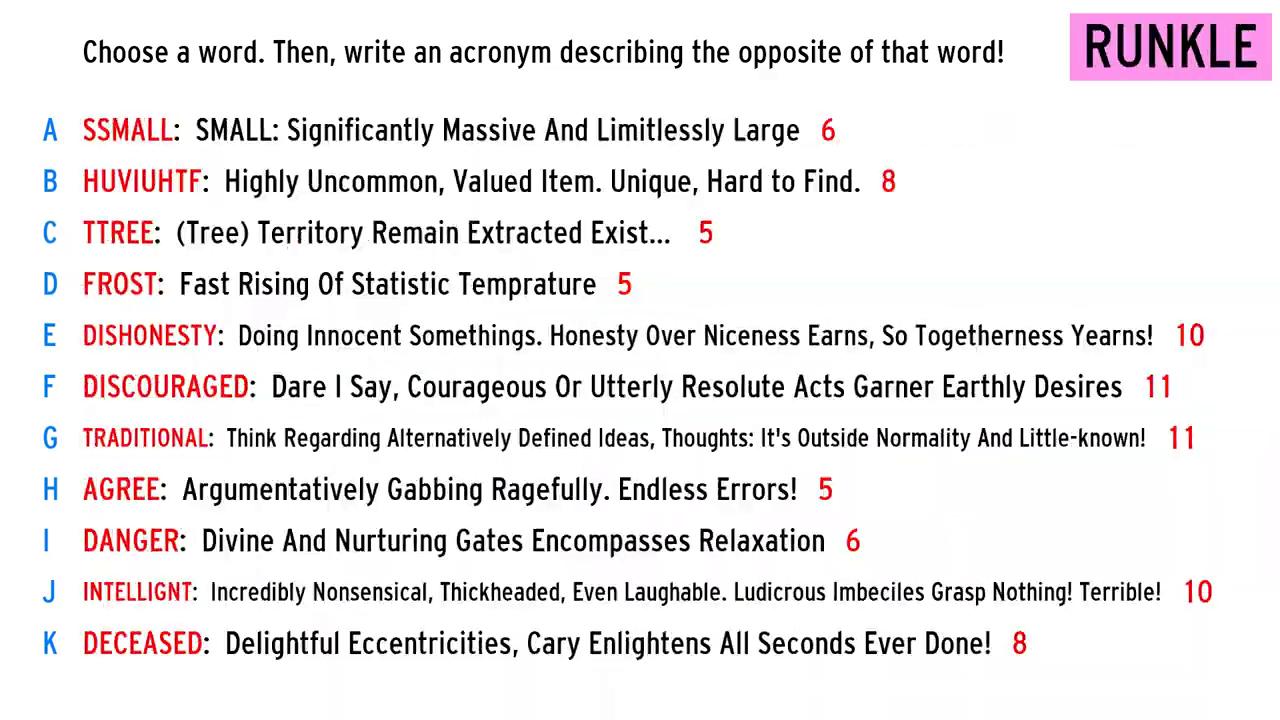 Choose a word. Then, write an acronym describing the opposite of that word!
RUNKLE
A SSMALL: SMALL: Significantly Massive And Limitlessly Large 6
B HUVIUHTF: Highly Uncommon, Valued Item. Unique, Hard to Find. 8
C TTREE: (Tree) Territory Remain Extracted Exist... 5
D FROST: Fast Rising Of Statistic Temprature 5
E DISHONESTY: Doing Innocent Somethings. Honesty Over Niceness Earns, So Togetherness Yearns! 10
F DISCOURAGED: Dare I Say, Courageous Or Utterly Resolute Acts Garner Earthly Desires 11
G TRADITIONAL: Think Regarding Alternatively Defined Ideas, Thoughts: It's Outside Normality And Little-known! 11
H AGREE: Argumentatively Gabbing Ragefully. Endless Errors! 5
I DANGER: Divine And Nurturing Gates Encompasses Relaxation 6
J INTELLIGNT: Incredibly Nonsensical, Thickheaded, Even Laughable. Ludicrous Imbeciles Grasp Nothing! Terrible! 10
K DECEASED: Delightful Eccentricities, Cary Enlightens All Seconds Ever Done! 8